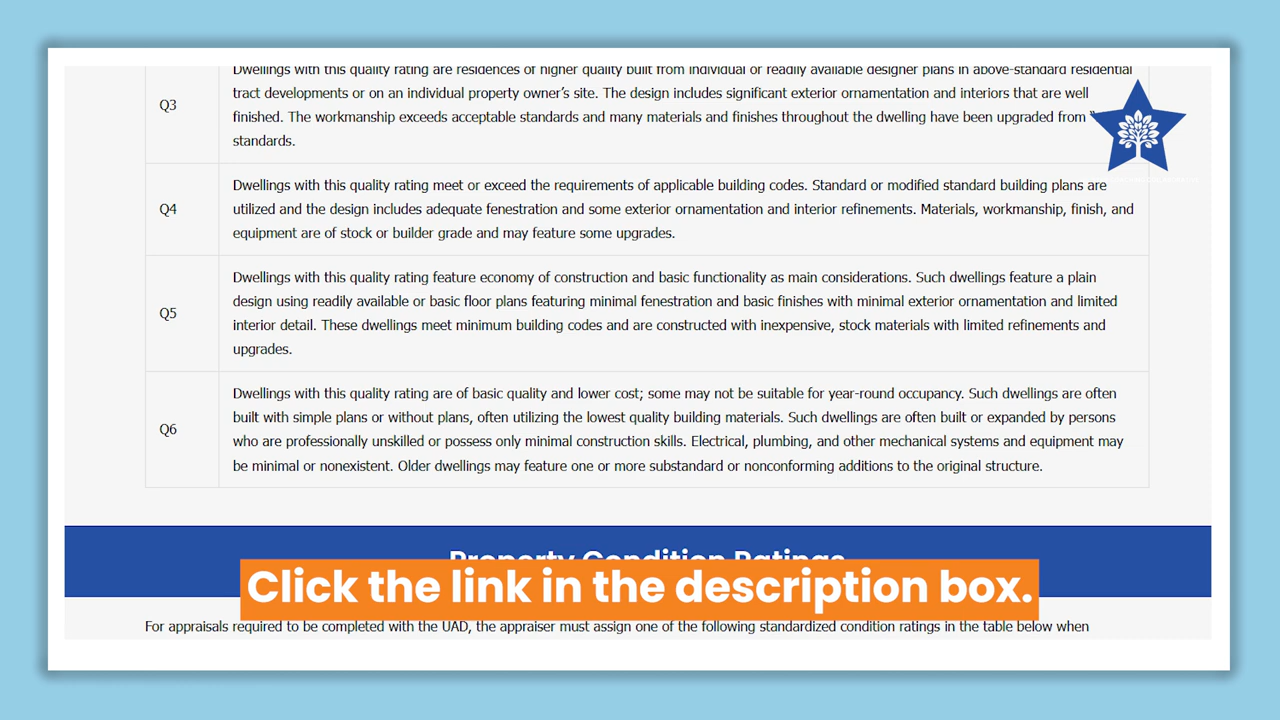 Dwellings with this quality rating are residences of higher quality built from individual or readily available designer plans in above-standard residential
Q3
tract developments or on an individual property owner’s site. The design includes significant exterior ornamentation and interiors that are well
finished. The workmanship exceeds acceptable standards and many materials and finishes throughout the dwelling have been upgraded from
standards.
Dwellings with this quality rating meet or exceed the requirements of applicable building codes. Standard or modified standard building plans are
Q4
utilized and the design includes adequate fenestration and some exterior ornamentation and interior refinements. Materials, workmanship, finish, and
equipment are of stock or builder grade and may feature some upgrades.
Dwellings with this quality rating feature economy of construction and basic functionality as main considerations. Such dwellings feature a plain
design using readily available or basic floor plans featuring minimal fenestration and basic finishes with minimal exterior ornamentation and limited
Q5
interior detail. These dwellings meet minimum building codes and are constructed with inexpensive, stock materials with limited refinements and
upgrades.
Dwellings with this quality rating are of basic quality and lower cost; some may not be suitable for year-round occupancy. Such dwellings are often
built with simple plans or without plans, often utilizing the lowest quality building materials. Such dwellings are often built or expanded by persons
Q6
who are professionally unskilled or possess only minimal construction skills. Electrical, plumbing, and other mechanical systems and equipment may
be minimal or nonexistent. Older dwellings may feature one or more substandard or nonconforming additions to the original structure.
Property Condition Ratings
Click the link in the description box.
For appraisals required to be completed with the UAD, the appraiser must assign one of the following standardized condition ratings in the table below when